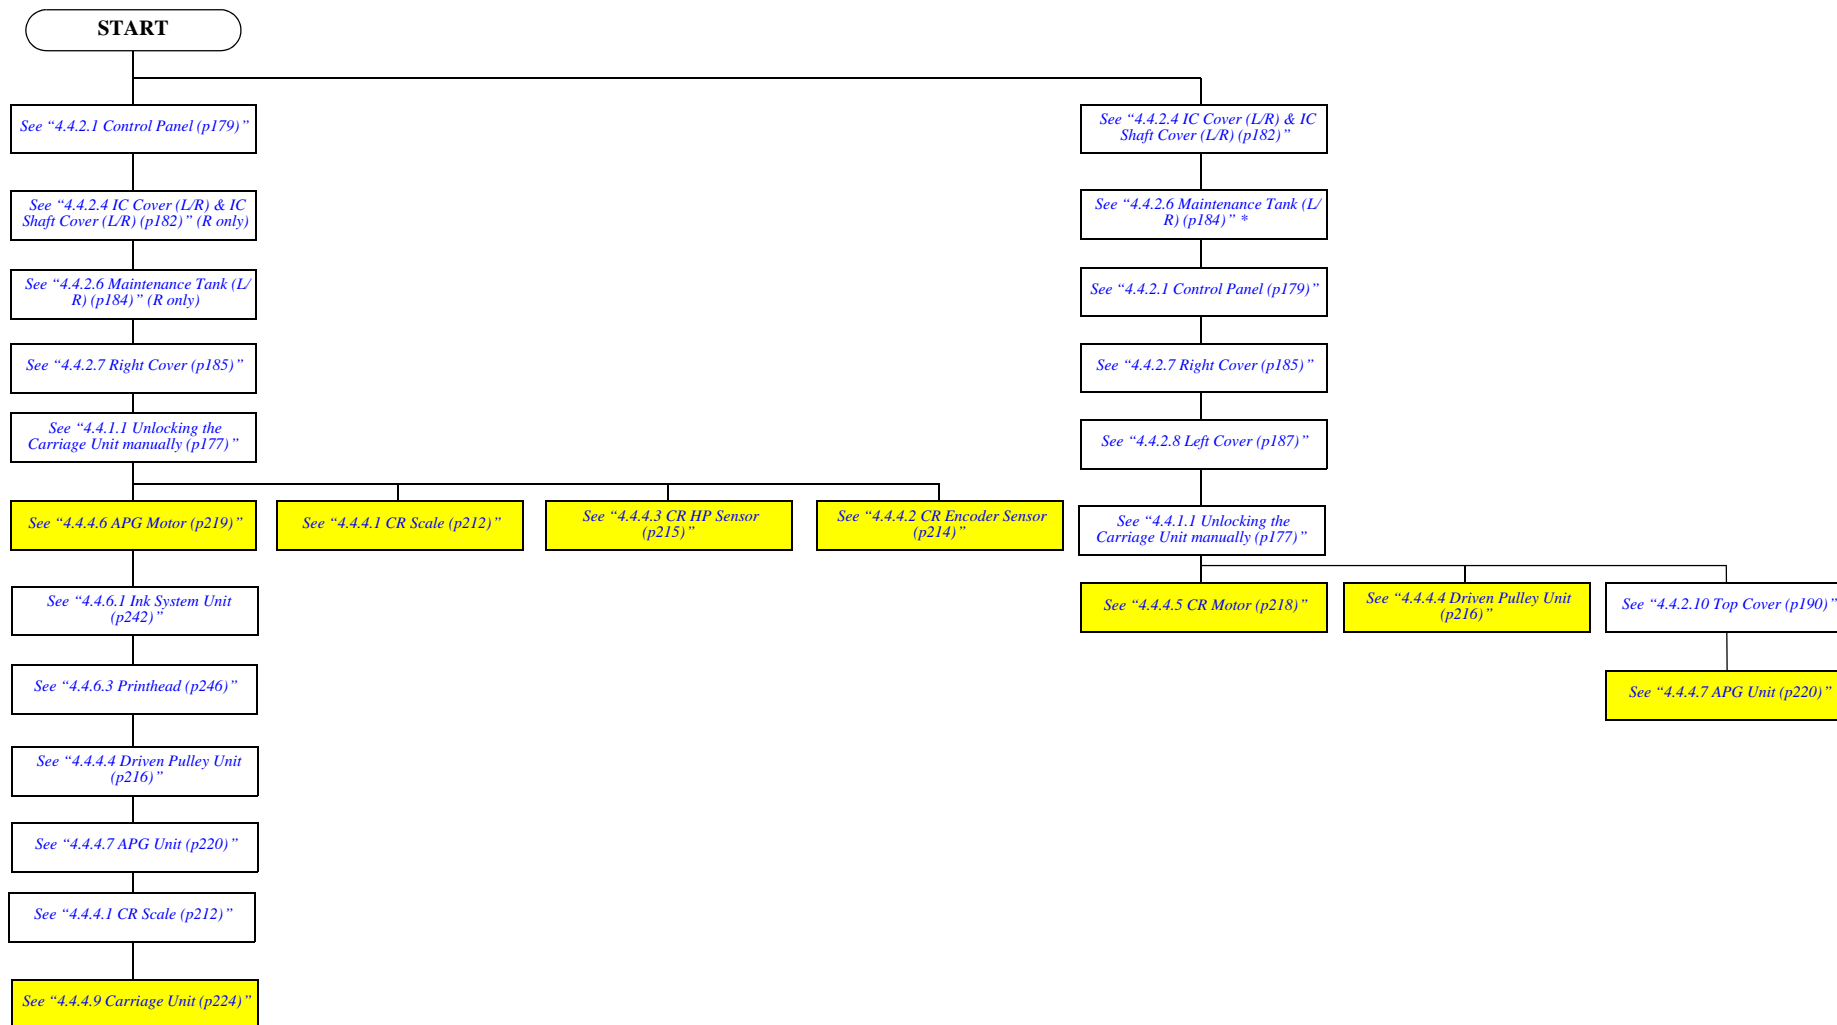 START
See “4.4.2.1 Control Panel (p179)”
See “4.4.2.4 IC Cover (L/R) & IC
Shaft Cover (L/R) (p182)” (R only)
See “4.4.2.6 Maintenance Tank (L/
R) (p184)” (R only)
See “4.4.2.7 Right Cover (p185)”
See “4.4.1.1 Unlocking the
Carriage Unit manually (p177)”
See “4.4.4.6 APG Motor (p219)”
See “4.4.4.1 CR Scale (p212)”
See “4.4.4.3 CR HP Sensor
(p215)”
See “4.4.4.2 CR Encoder Sensor
(p214)”
See “4.4.6.1 Ink System Unit
(p242)”
See “4.4.6.3 Printhead (p246)”
See “4.4.4.4 Driven Pulley Unit
(p216)”
See “4.4.4.7 APG Unit (p220)”
See “4.4.4.1 CR Scale (p212)”
See “4.4.4.9 Carriage Unit (p224)”
See “4.4.2.4 IC Cover (L/R) & IC
Shaft Cover (L/R) (p182)”
See “4.4.2.6 Maintenance Tank (L/
R) (p184)” *
See “4.4.2.1 Control Panel (p179)”
See “4.4.2.7 Right Cover (p185)”
See “4.4.2.8 Left Cover (p187)”
See “4.4.1.1 Unlocking the
Carriage Unit manually (p177)”
See “4.4.4.5 CR Motor (p218)”
See “4.4.4.4 Driven Pulley Unit
(p216)”
See “4.4.2.10 Top Cover (p190)”
See “4.4.4.7 APG Unit (p220)”